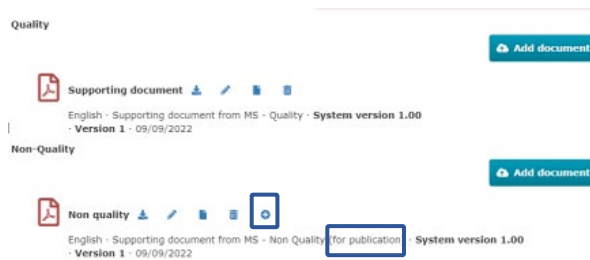 Quality
Add document
Supporting document
English - Supporting document from MS - Quality - System version 1.00
- Version 1 - 09/09/2022
Non-Quality
Add document
Non quality
English - Supporting document from MS - Non Quality (for publication) - System version 1.00
- Version 1 - 09/09/2022